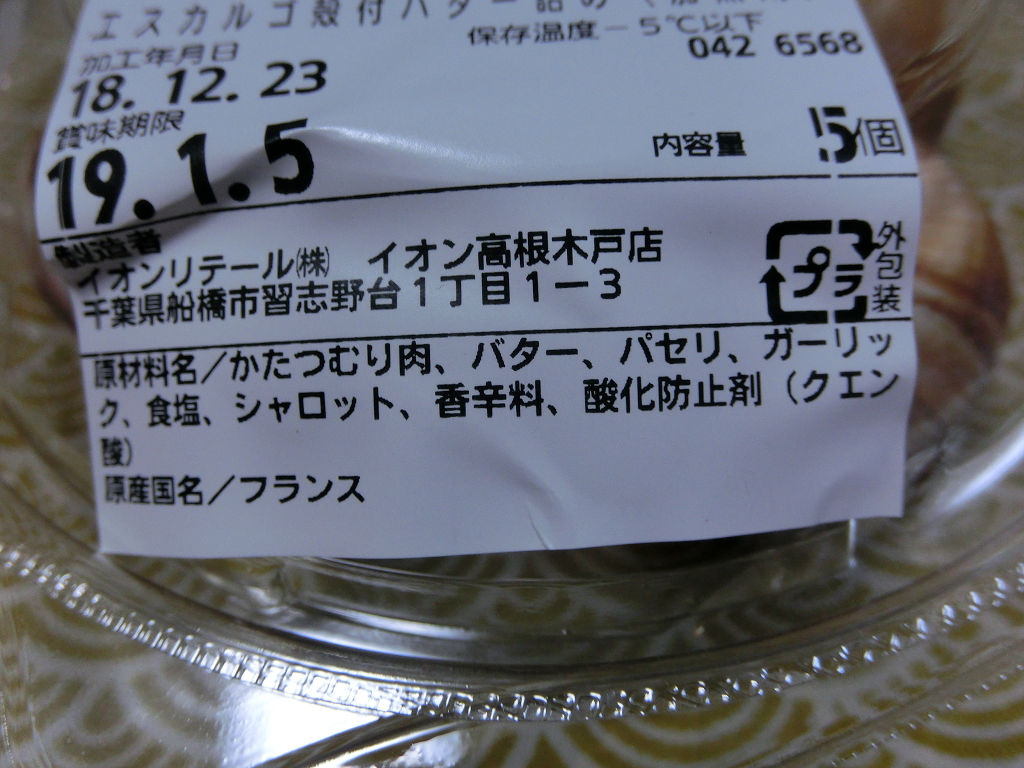 エスカルゴ殻付バター詰め
保存温度－5℃以下
042 6568
加工年月日
18.12.23
賞味期限
19.1.5
内容量 5個
製造者
イオンリテール㈱ イオン高根木戸店
千葉県船橋市習志野台1丁目1－3
プラ
外包装
原材料名／かたつむり肉、バター、パセリ、ガーリッ
ク、食塩、シャロット、香辛料、酸化防止剤（クエン
酸）
原産国名／フランス